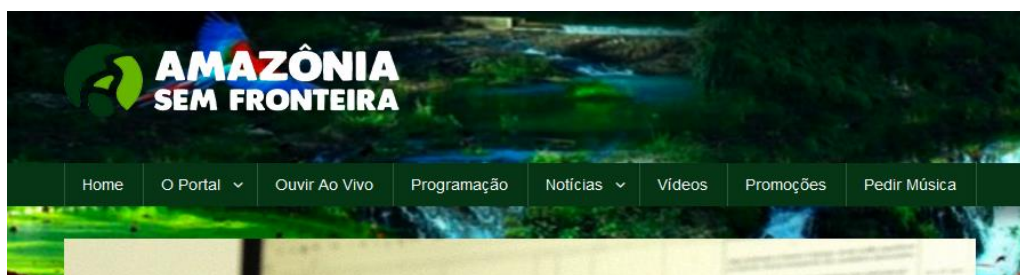 AMAZÔNIA
SEM FRONTEIRA
Home O Portal Ouvir Ao Vivo Programação Notícias Vídeos Promoções Pedir Música